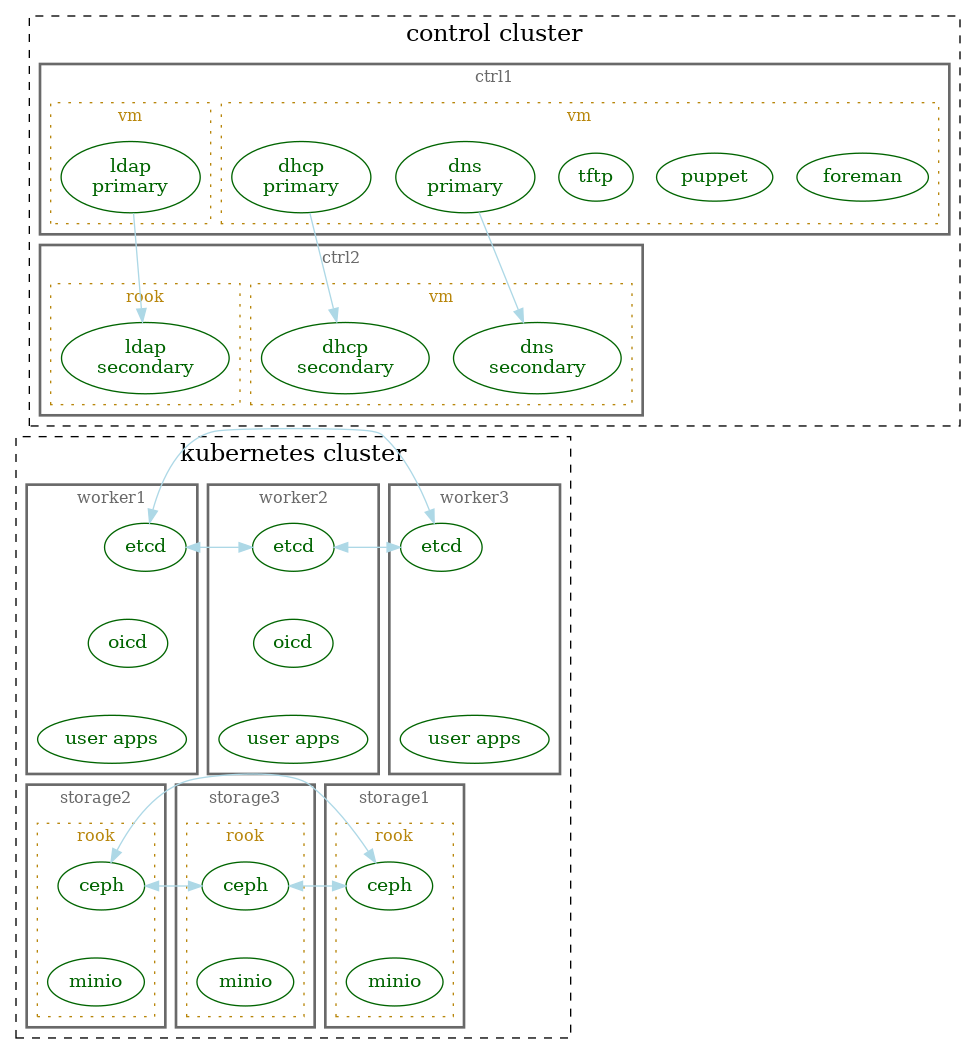 control cluster
ctrl1
vm
vm
ldap
primary
dhcp
primary
dns
primary
tftp
puppet
foreman
ctrl2
rook
vm
ldap
secondary
dhcp
secondary
dns
secondary
kubernetes cluster
worker1
worker2
worker3
etcd
etcd
etcd
oicd
oicd
user apps
user apps
user apps
storage2
storage3
storage1
rook
rook
rook
ceph
ceph
ceph
minio
minio
minio